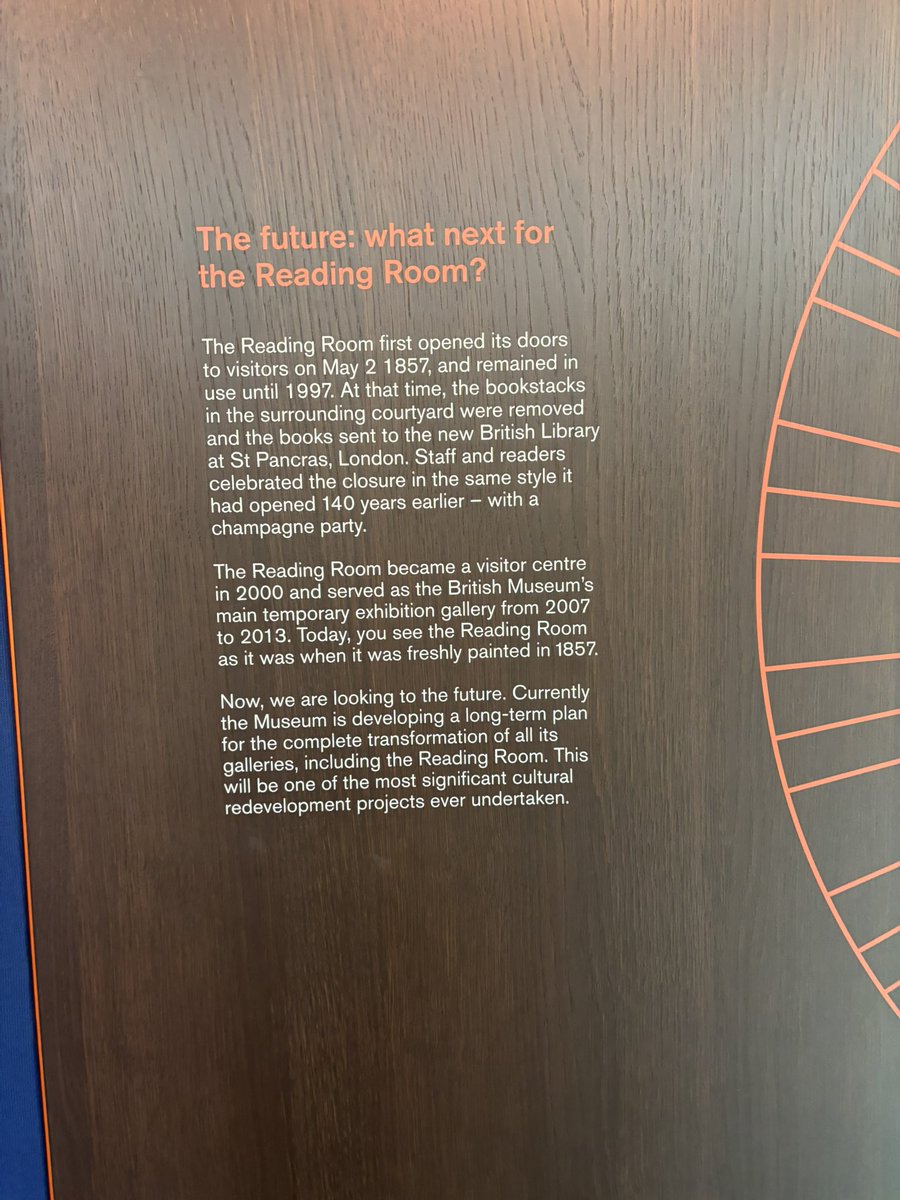 The future: what next for
the Reading Room?
The Reading Room first opened its doors
to visitors on May 2 1857, and remained in
use until 1997. At that time, the bookstacks
in the surrounding courtyard were removed
and the books sent to the new British Library
at St Pancras, London. Staff and readers
celebrated the closure in the same style it
had opened 140 years earlier – with a
champagne party.
The Reading Room became a visitor centre
in 2000 and served as the British Museum's
main temporary exhibition gallery from 2007
to 2013. Today, you see the Reading Room
as it was when it was freshly painted in 1857.
Now, we are looking to the future. Currently
the Museum is developing a long-term plan
for the complete transformation of all its
galleries, including the Reading Room. This
will be one of the most significant cultural
redevelopment projects ever undertaken.